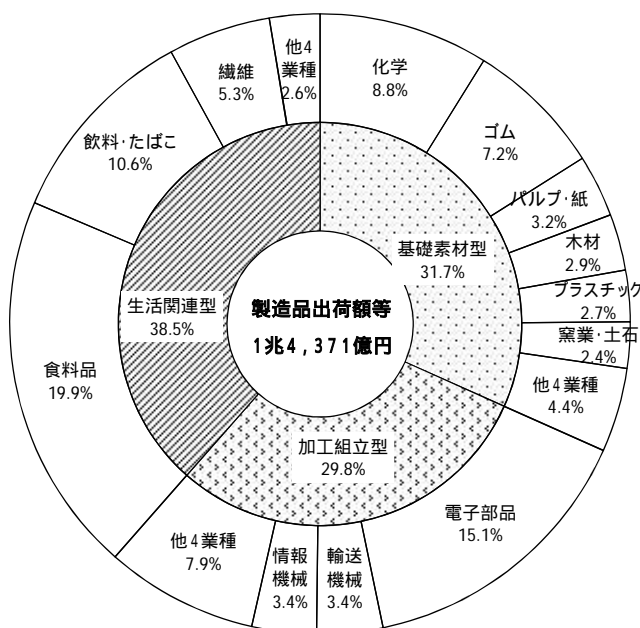 化学
8.8%
ゴム
7.2%
パルプ・紙
3.2%
木材
2.9%
プラスチック
2.7%
窯業・土石
2.4%
他4業種
4.4%
電子部品
15.1%
輸送
機械
3.4%
情報
機械
3.4%
他4業種
7.9%
食料品
19.9%
飲料・たばこ
10.6%
繊維
5.3%
他4
業種
2.6%
基礎素材型
31.7%
加工組立型
29.8%
生活関連型
38.5%
製造品出荷額等
1兆4,371億円